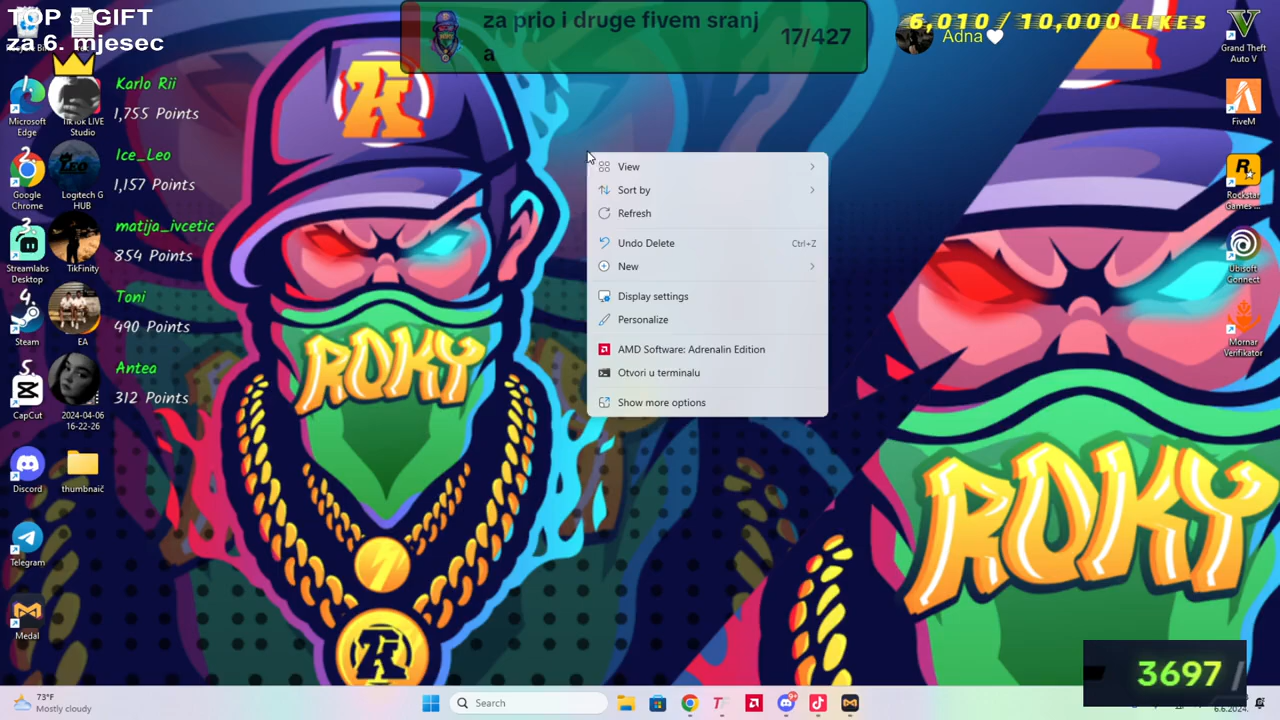 TOP 5 GIFT
za 6. mjesec
1.
Karlo Rii
1,755 Points
2.
Ice_Leo
1,157 Points
3.
matija_ivcetic
854 Points
4.
Toni
490 Points
5.
Antea
312 Points
za prio i druge fivem sranj
a
17/427
6,010 / 10,000 LIKES
Adna🤍
Microsoft
Edge
TikTok LIVE
Studio
Google
Chrome
Logitech G
HUB
Streamlabs
Desktop
TikFinity
Steam
EA
CapCut
2024-04-06
16-22-26
Discord
thumbnaič
Telegram
Medal
ROKY
View
Sort by
Refresh
Undo Delete
Ctrl+Z
New
Display settings
Personalize
AMD Software: Adrenalin Edition
Otvori u terminalu
Show more options
Grand Theft
Auto V
FiveM
Rockstar
Games ...
Ubisoft
Connect
Mornar
Verifikator
ROKY
3697 /
73°F
Mostly cloudy
Search
6.6.2024.